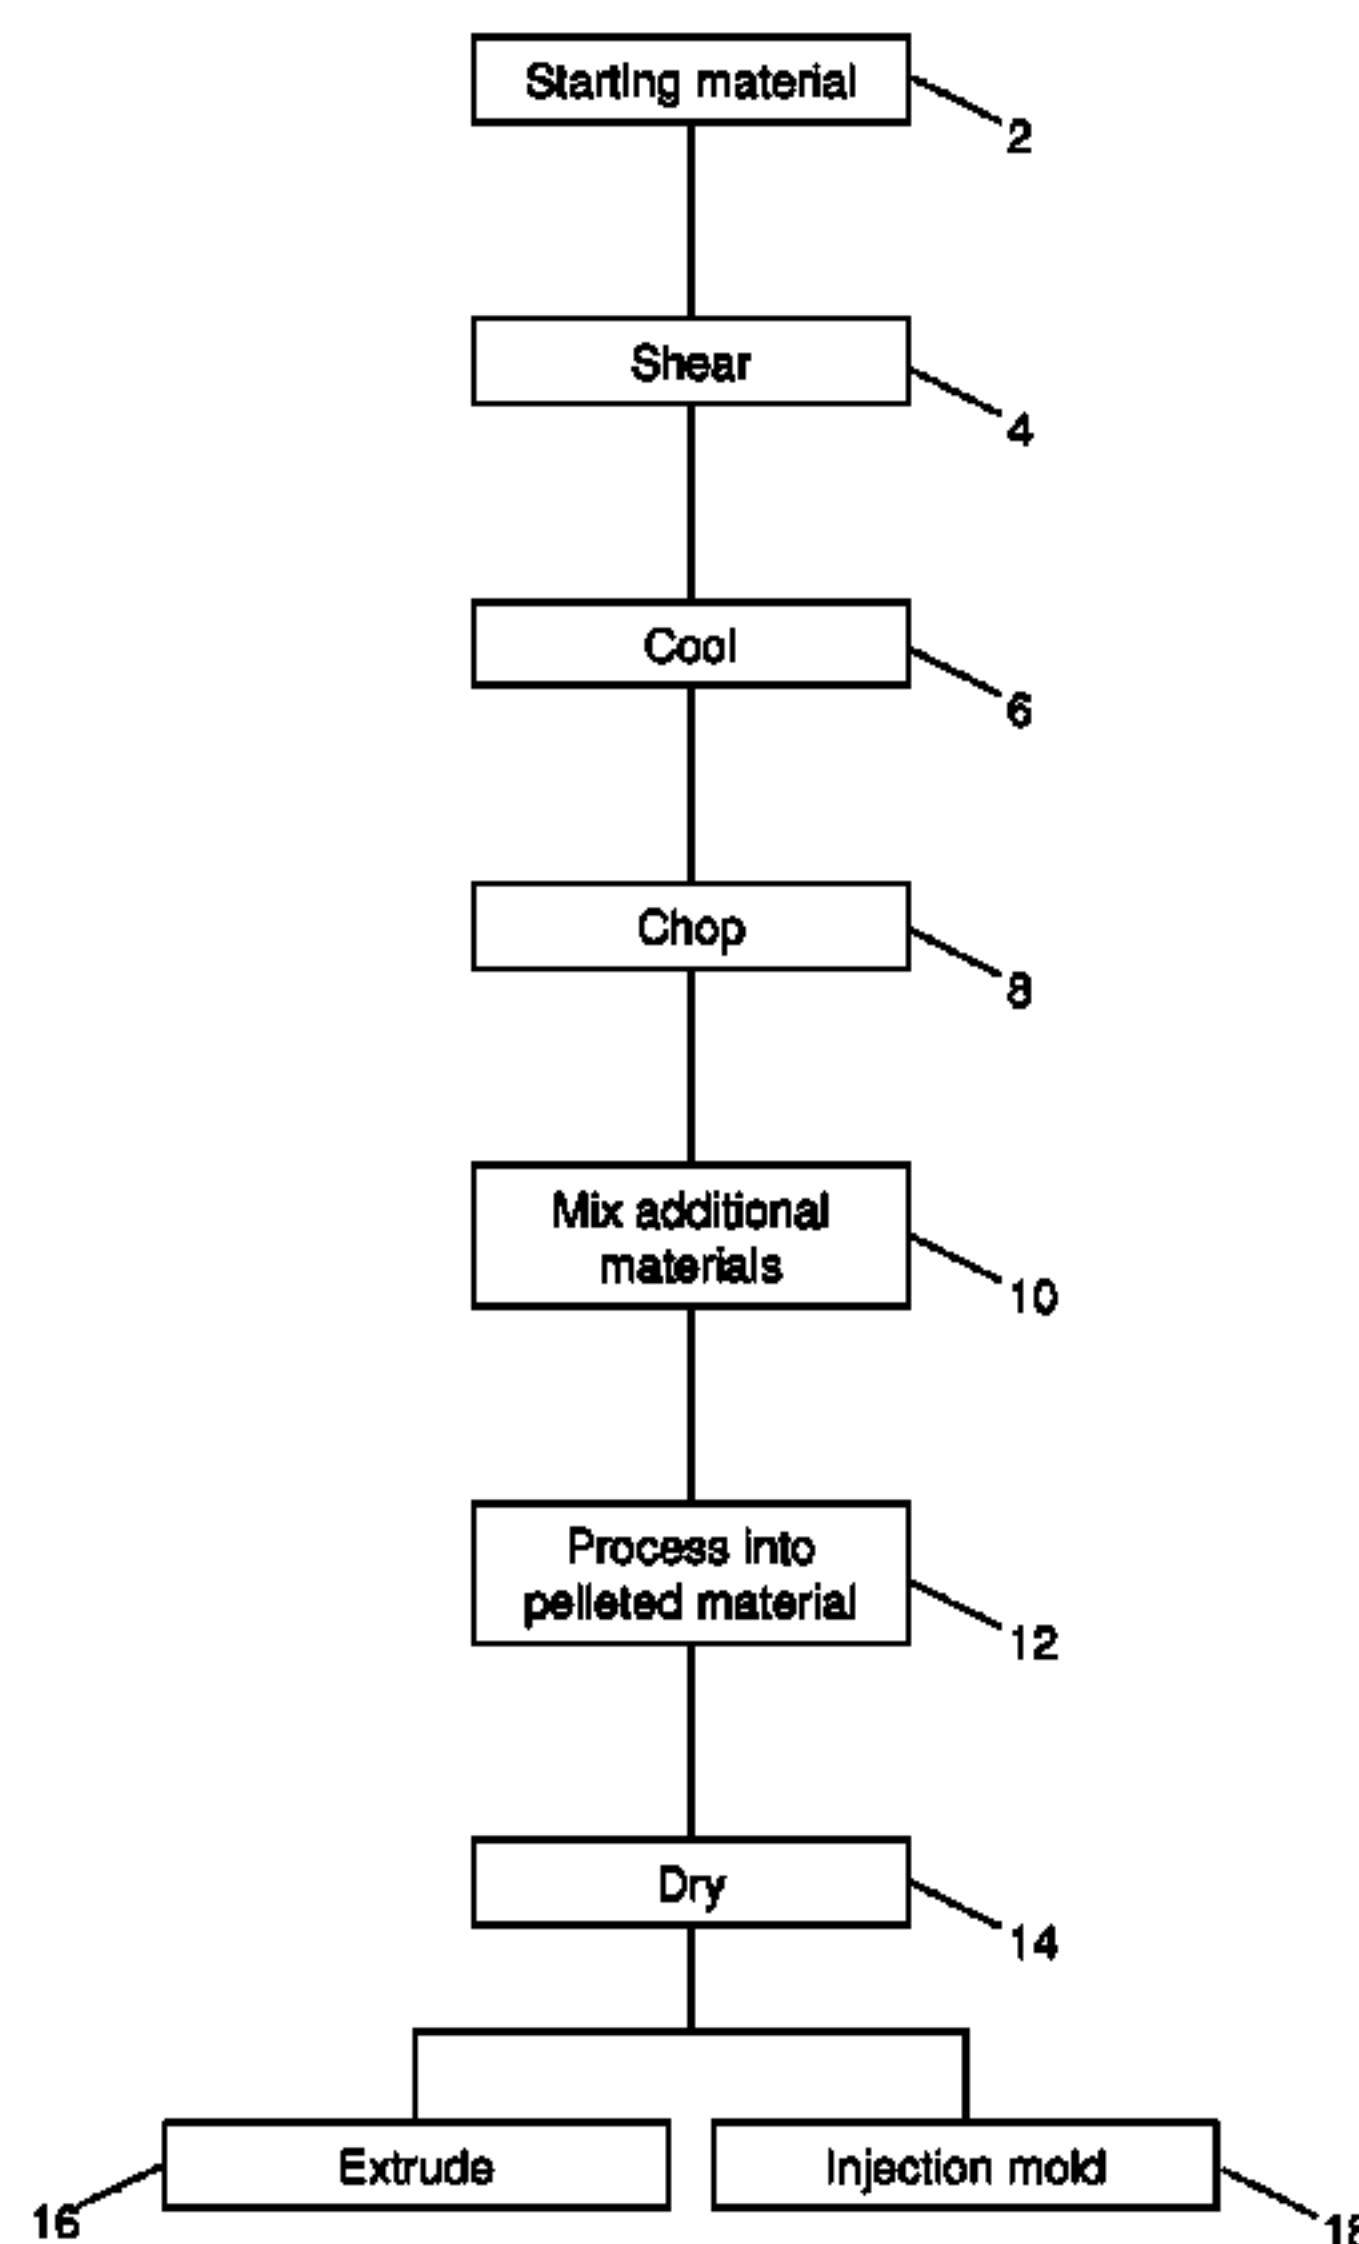 Starting material
2
Shear
4
Cool
6
Chop
8
Mix additional
materials
10
Process into
pelleted material
12
Dry
14
Extrude
Injection mold
16
18